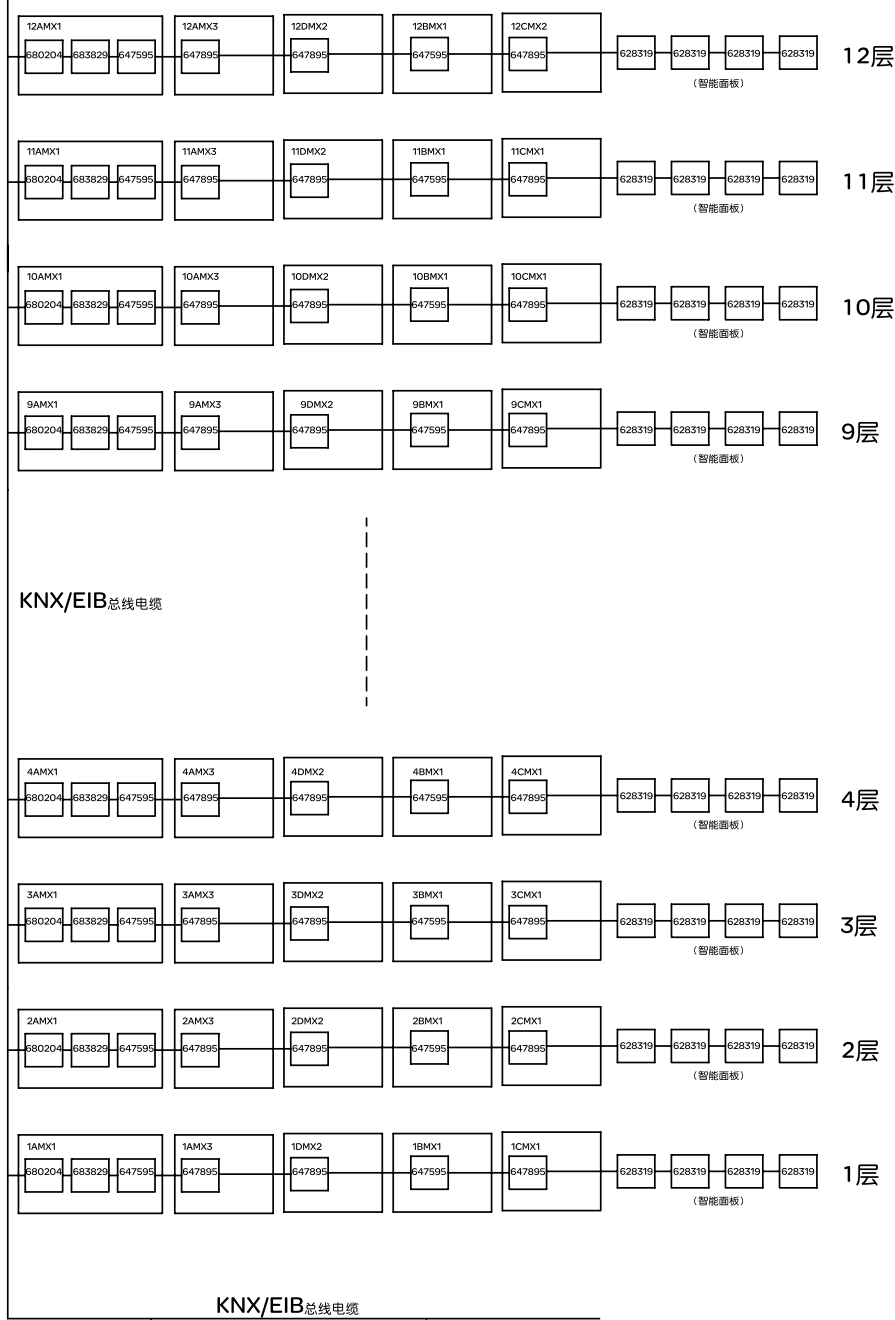 12AMX1 12AMX3 12DMX2 12BMX1 12CMX2
680204 683829 647595 647895 647895 647595 647895 628319 628319 628319 628319 12层
(智能面板)
11AMX1 11AMX3 11DMX2 11BMX1 11CMX1
680204 683829 647595 647895 647895 647595 647895 628319 628319 628319 628319 11层
(智能面板)
10AMX1 10AMX3 10DMX2 10BMX1 10CMX1
680204 683829 647595 647895 647895 647595 647895 628319 628319 628319 628319 10层
(智能面板)
9AMX1 9AMX3 9DMX2 9BMX1 9CMX1
680204 683829 647595 647895 647895 647595 647895 628319 628319 628319 628319 9层
(智能面板)
KNX/EIB总线电缆
4AMX1 4AMX3 4DMX2 4BMX1 4CMX1
680204 683829 647595 647895 647895 647595 647895 628319 628319 628319 628319 4层
(智能面板)
3AMX1 3AMX3 3DMX2 3BMX1 3CMX1
680204 683829 647595 647895 647895 647595 647895 628319 628319 628319 628319 3层
(智能面板)
2AMX1 2AMX3 2DMX2 2BMX1 2CMX1
680204 683829 647595 647895 647895 647595 647895 628319 628319 628319 628319 2层
(智能面板)
1AMX1 1AMX3 1DMX2 1BMX1 1CMX1
680204 683829 647595 647895 647895 647595 647895 628319 628319 628319 628319 1层
(智能面板)
KNX/EIB总线电缆